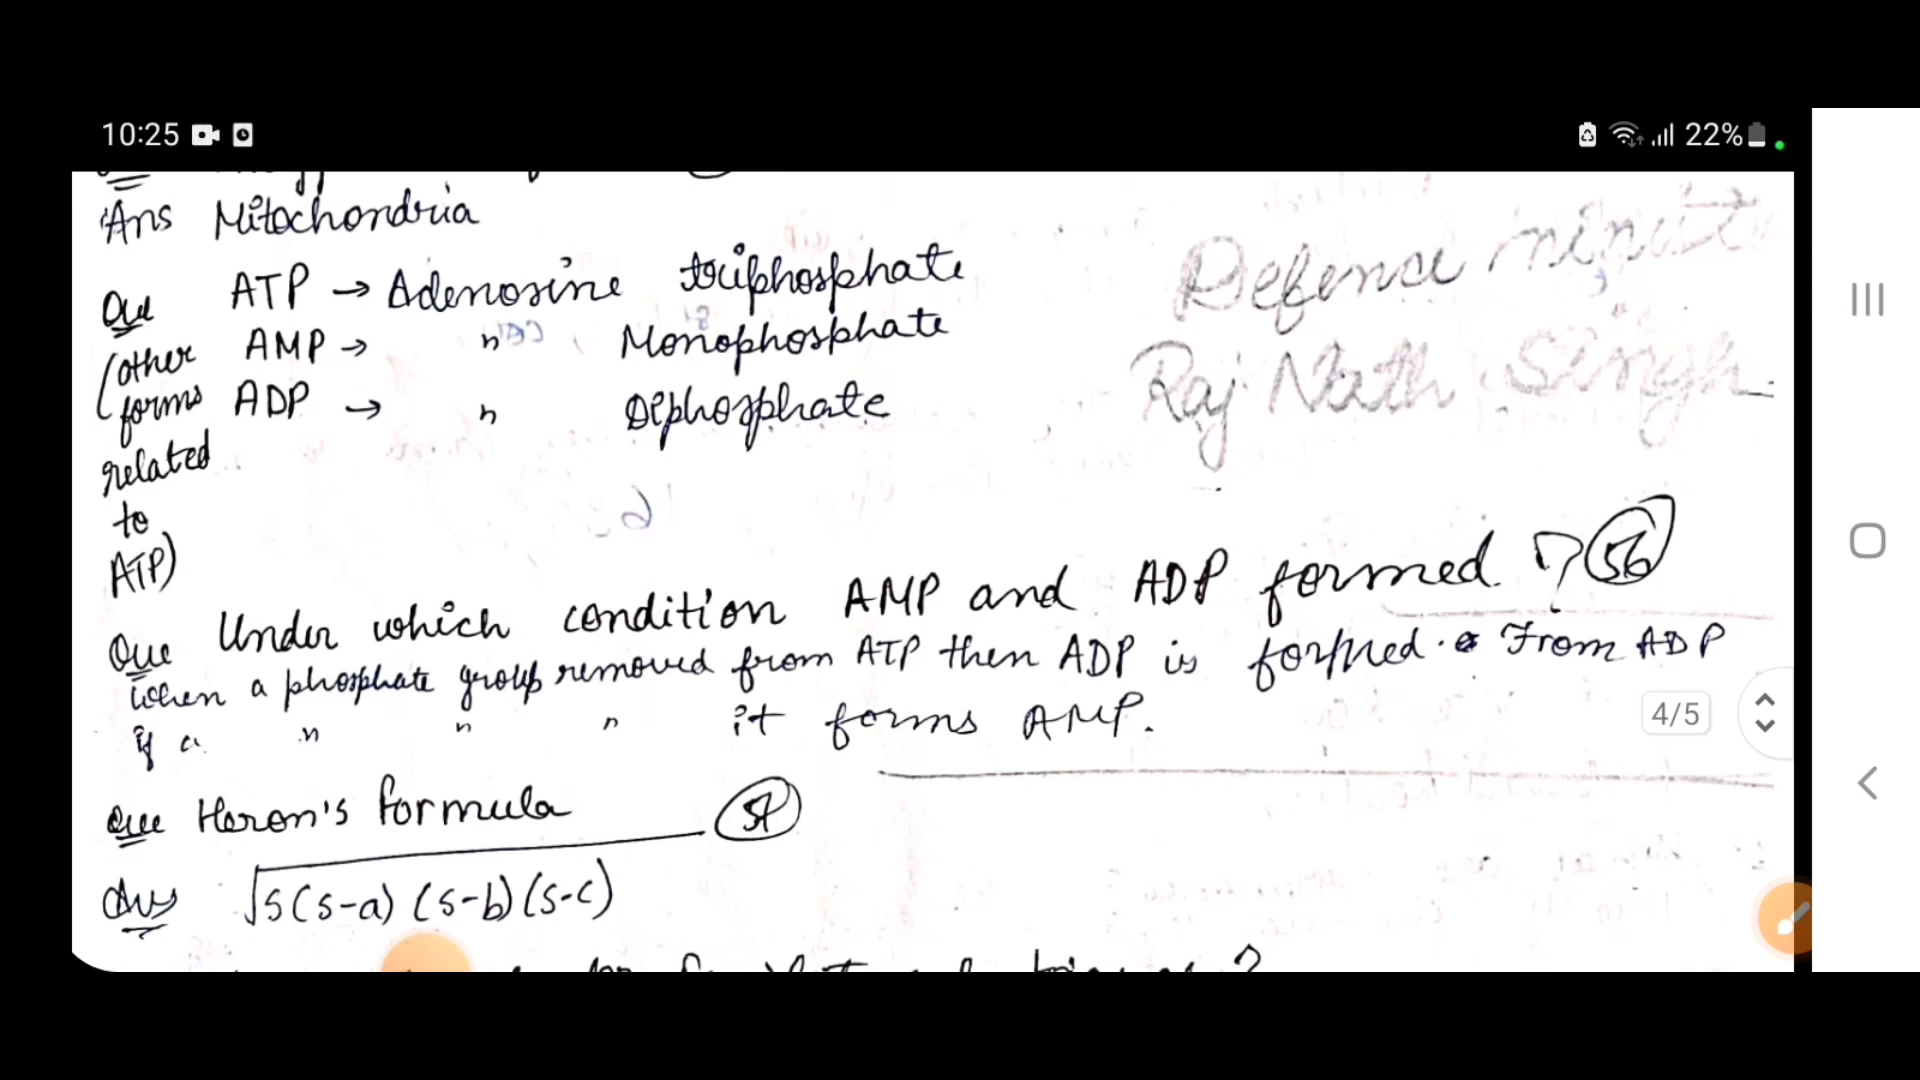 10:25
22%
Ans Mitochondria
Que ATP → Adenosine triphosphate
(other AMP → " Monophosphate
forms ADP → " Diphosphate
related
to
ATP)
Defence minist
Raj Nath Singh
Que Under which condition AMP and ADP formed ? 56
When a phosphate group removed from ATP then ADP is formed. From ADP
if a " " " it forms AMP.
4/5
Que Heron's formula 57
Ans √s(s-a) (s-b)(s-c)